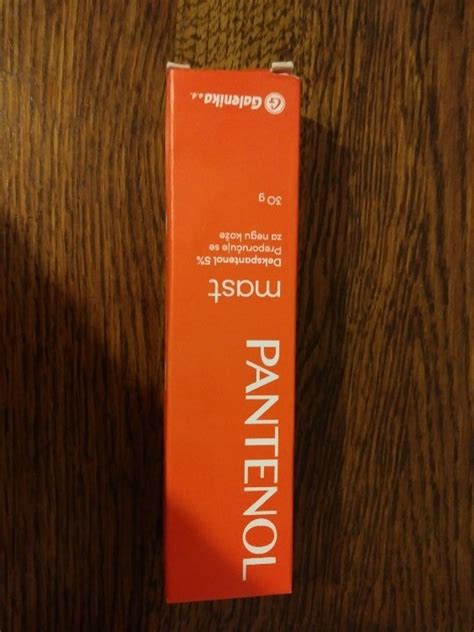 PANTENOL
mast
Dekspantenol 5%
Preporučuje se
za negu kože
30 g
Galenika a.d.